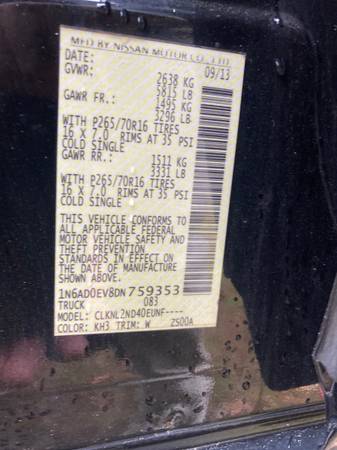 MFD BY NISSAN MOTOR CO., LTD
DATE: 09/13
GVWR: 2638 KG
5815 LB
GAWR FR.: 1495 KG
3296 LB
WITH P265/70R16 TIRES
16 X 7.0 RIMS AT 35 PSI
COLD SINGLE
GAWR RR.: 1511 KG
3331 LB
WITH P265/70R16 TIRES
16 X 7.0 RIMS AT 35 PSI
COLD SINGLE
THIS VEHICLE CONFORMS TO
ALL APPLICABLE FEDERAL
MOTOR VEHICLE SAFETY AND
THEFT PREVENTION
STANDARDS IN EFFECT ON
THE DATE OF MANUFACTURE
SHOWN ABOVE.
1N6AD0EV8DN759353
TRUCK 083
MODEL: CLKNL2ND40EUNF----
COLOR: KH3 TRIM: W ZS00A